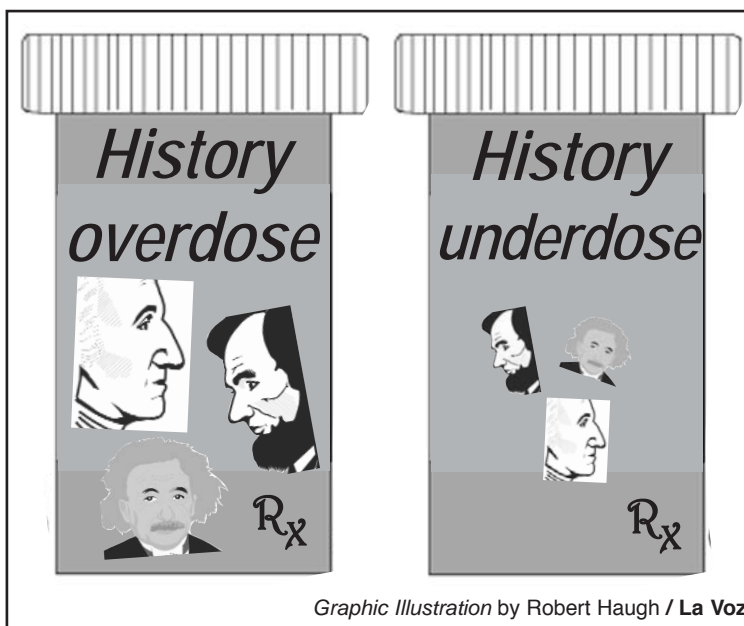 History
overdose
Rx
History
underdose
Rx
Graphic Illustration by Robert Haugh / La Voz